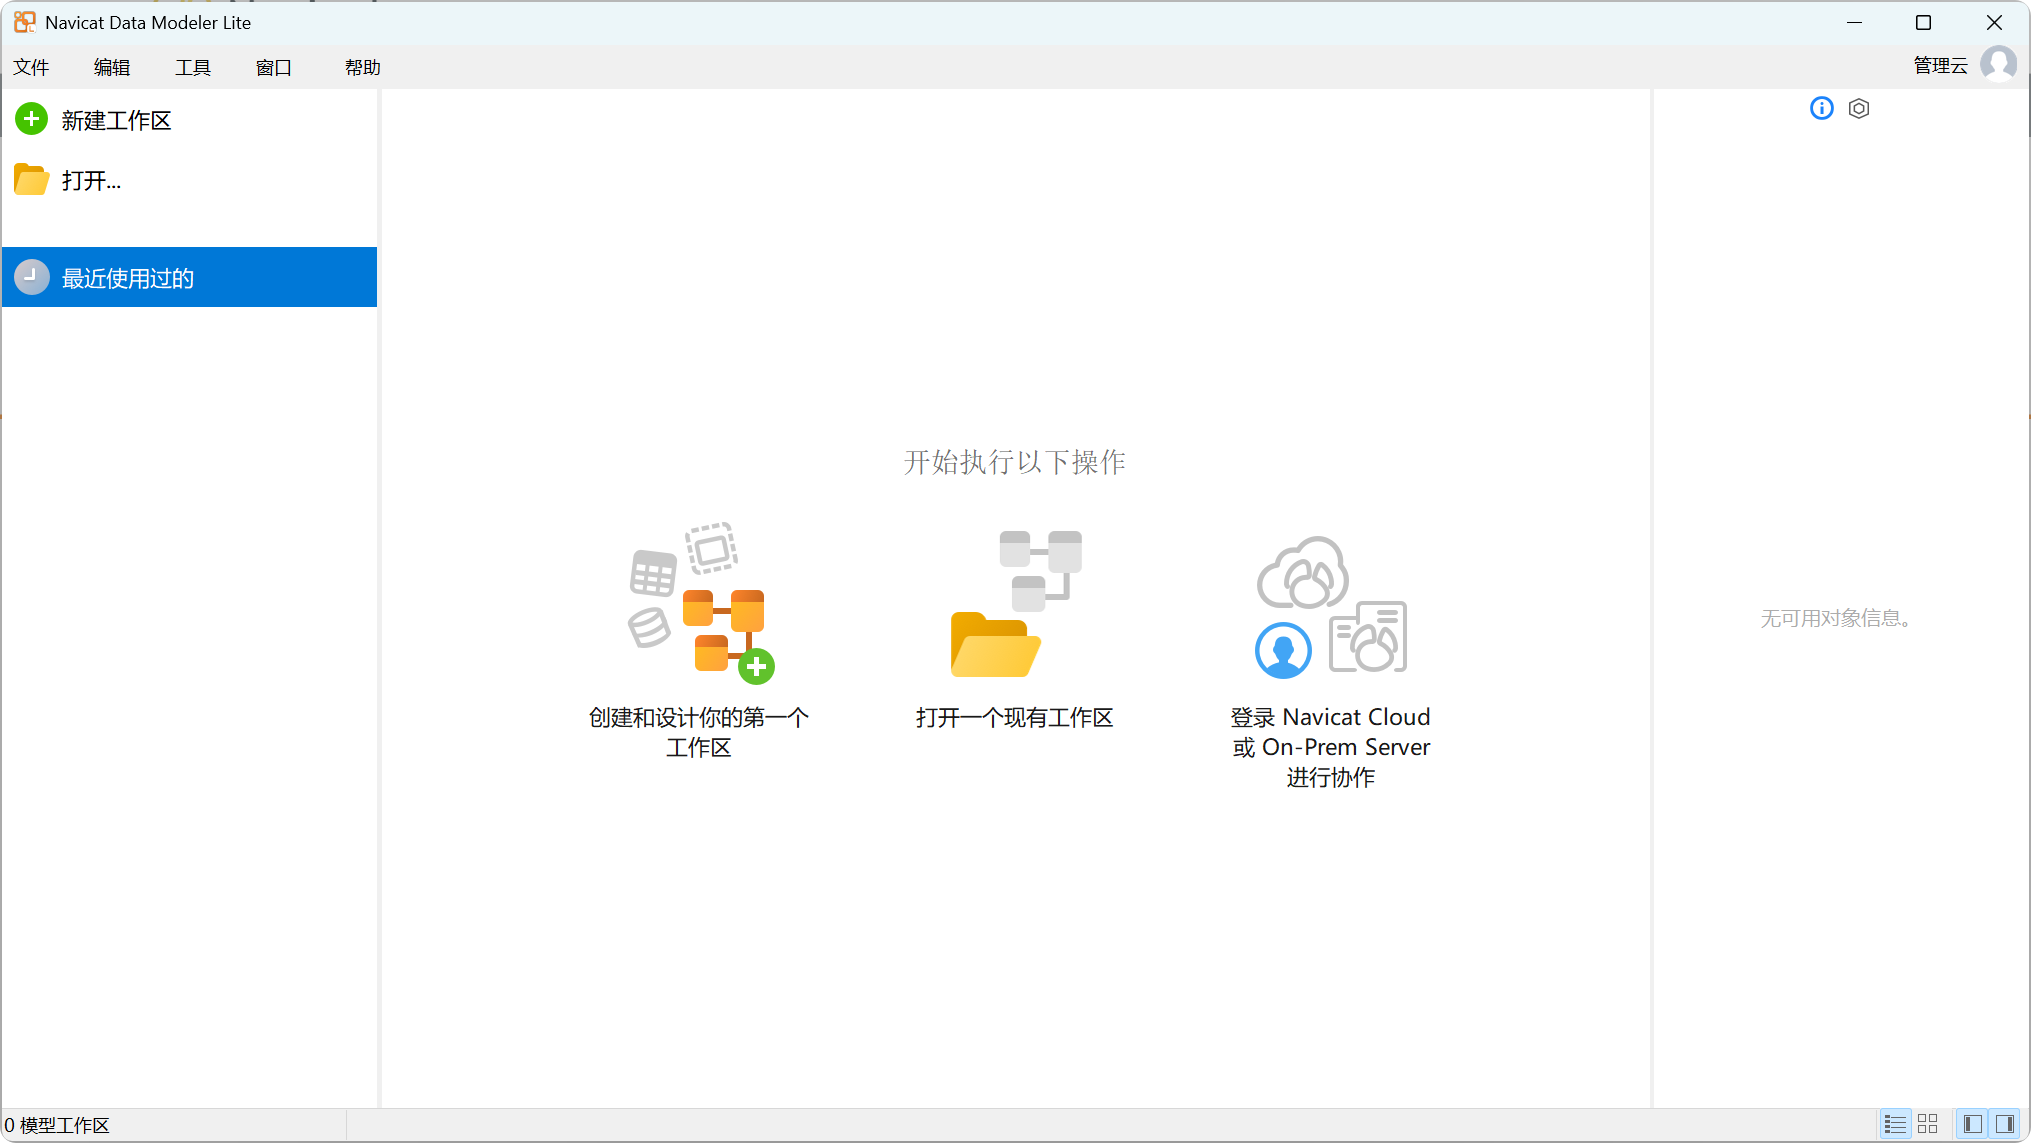 Navicat Data Modeler Lite
文件 编辑 工具 窗口 帮助 管理云
新建工作区
打开...
最近使用过的
开始执行以下操作
创建和设计你的第一个
工作区
打开一个现有工作区
登录 Navicat Cloud
或 On-Prem Server
进行协作
无可用对象信息。
0 模型工作区